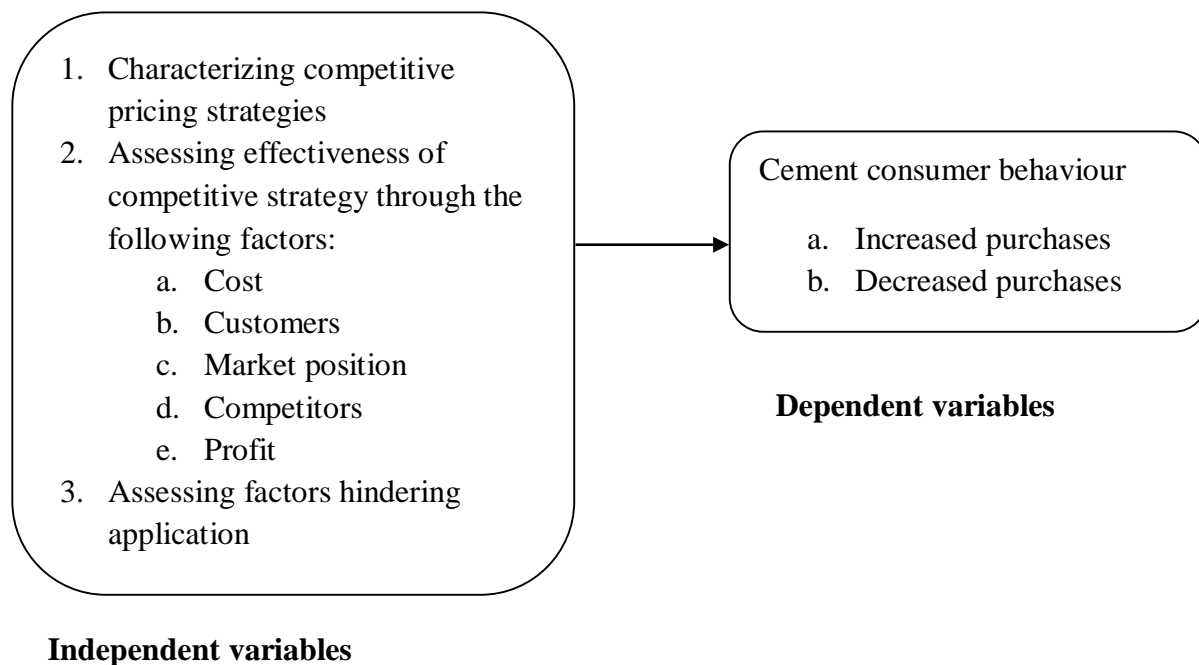 1. Characterizing competitive
pricing strategies
2. Assessing effectiveness of
competitive strategy through the
following factors:
a. Cost
b. Customers
c. Market position
d. Competitors
e. Profit
3. Assessing factors hindering
application
Independent variables
Cement consumer behaviour
a. Increased purchases
b. Decreased purchases
Dependent variables